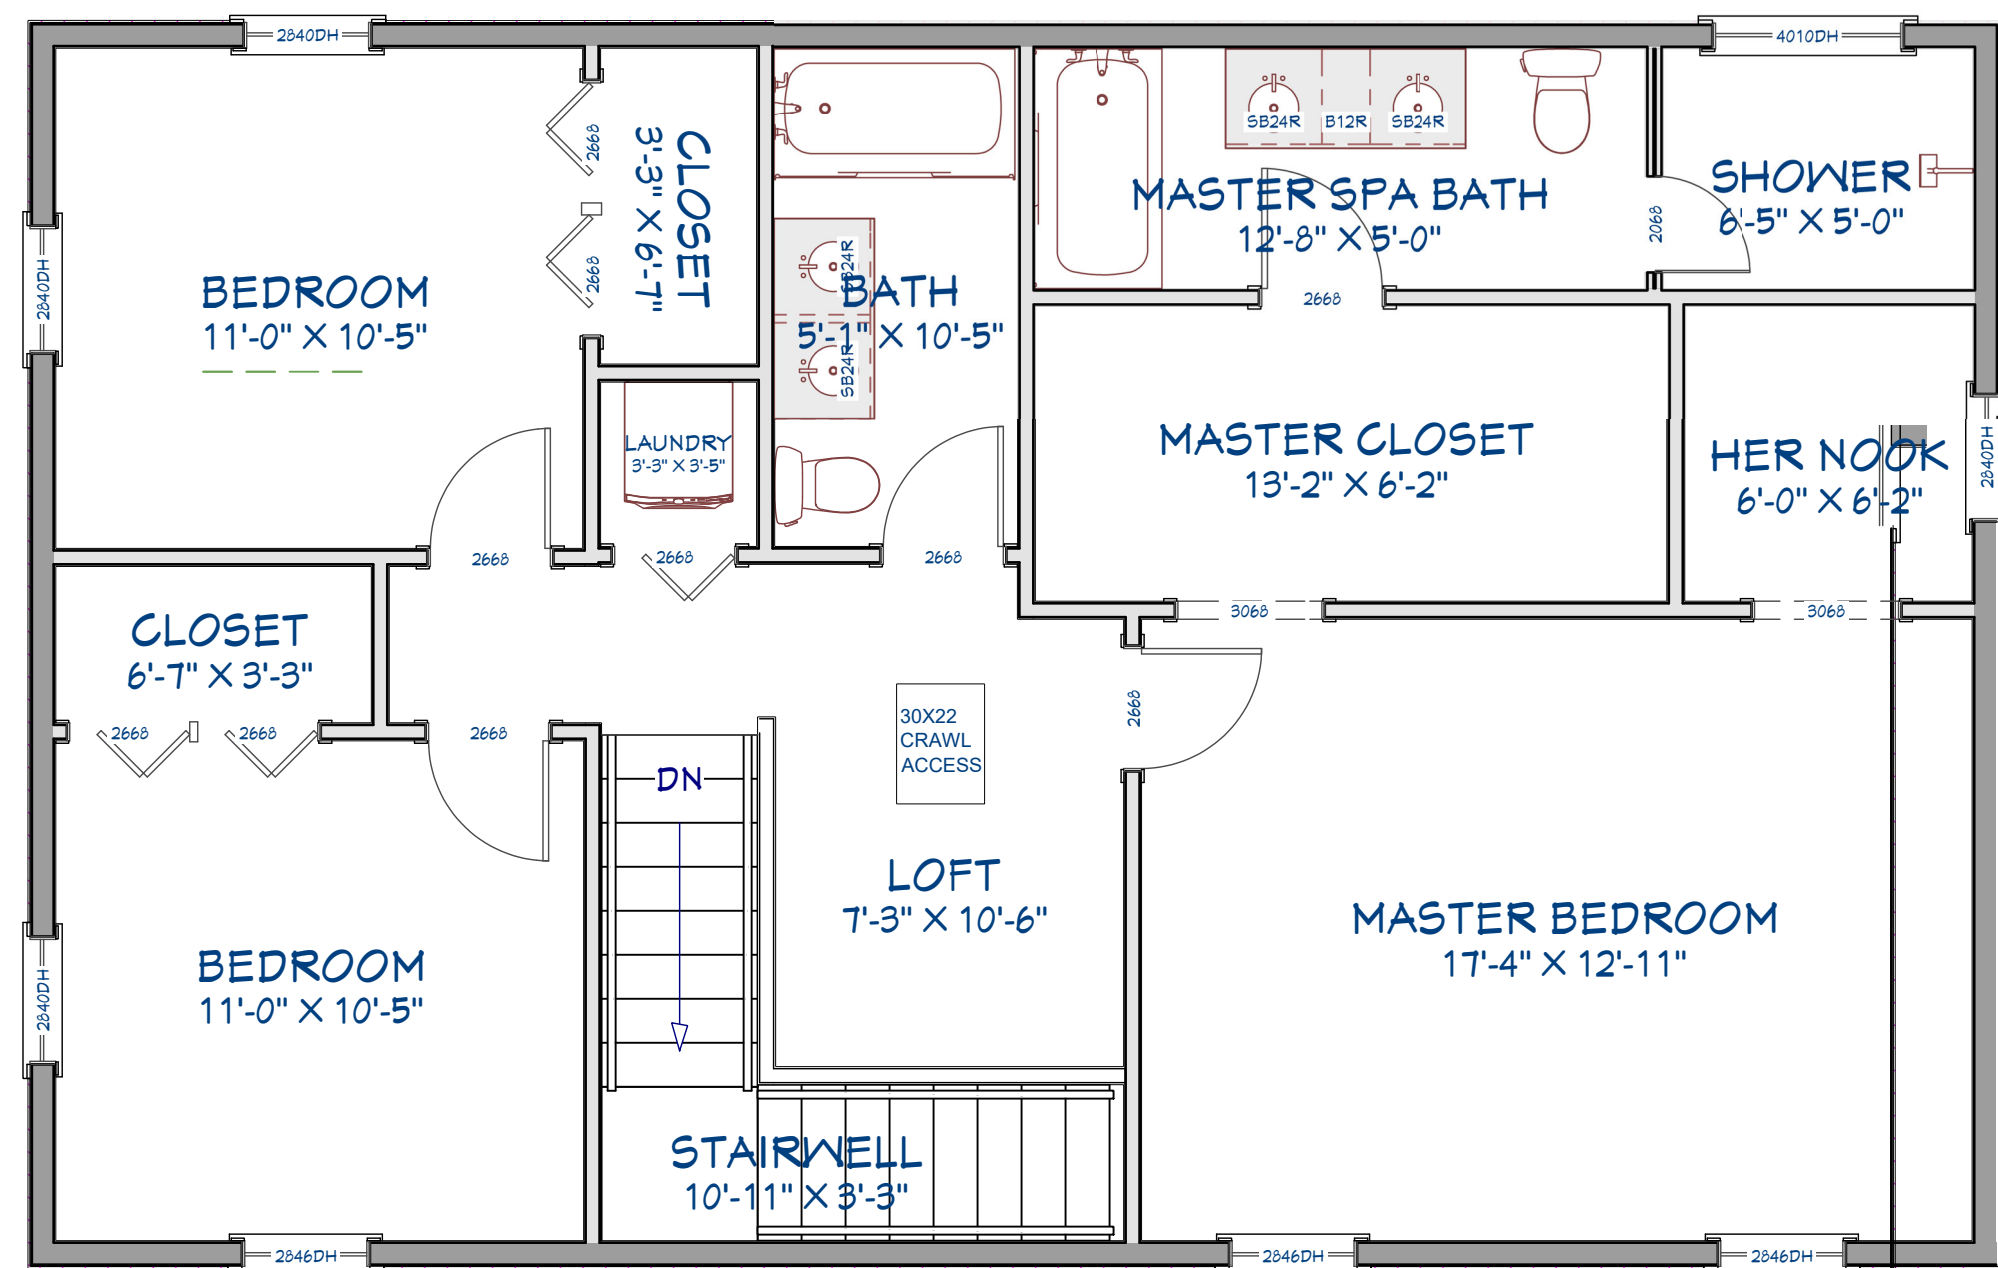 2840DH
4010DH
2668
CLOSET
3'-3" X 6'-7"
2668
SB24R
B12R
SB24R
MASTER SPA BATH
12'-8" X 5'-0"
2068
SHOWER
6'-5" X 5'-0"
2840DH
BEDROOM
11'-0" X 10'-5"
SB24R
BATH
5'-1" X 10'-5"
SB24R
2668
LAUNDRY
3'-3" X 3'-5"
MASTER CLOSET
13'-2" X 6'-2"
HER NOOK
6'-0" X 6'-2"
2840DH
2668
2668
2668
CLOSET
6'-7" X 3'-3"
3068
3068
2668
2668
2668
2668
30X22
CRAWL
ACCESS
DN
LOFT
7'-3" X 10'-6"
MASTER BEDROOM
17'-4" X 12'-11"
BEDROOM
11'-0" X 10'-5"
2840DH
STAIRWELL
10'-11" X 3'-3"
2846DH
2846DH
2846DH